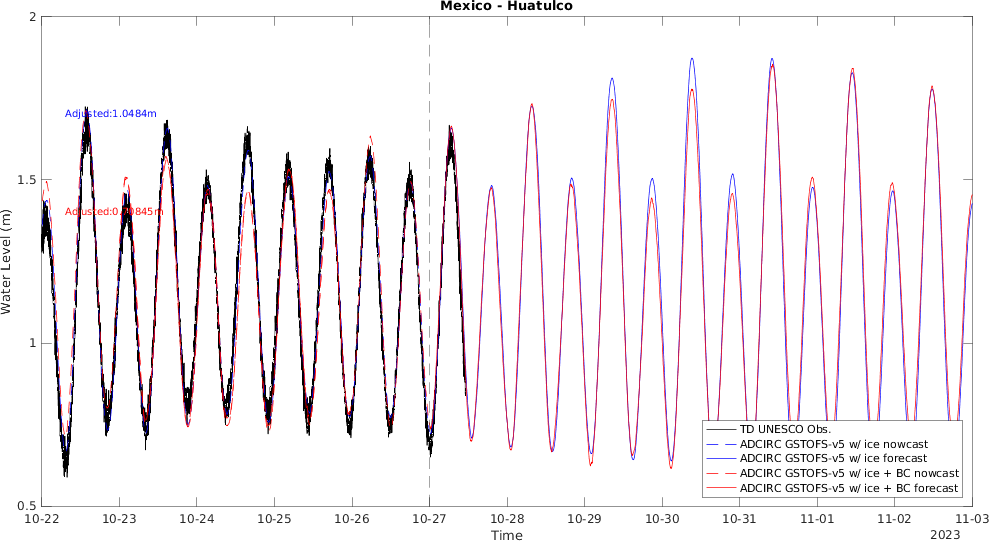 Mexico - Huatulco
2
1.5
1
0.5
Water Level (m)
Adjusted:1.0484m
TD UNESCO Obs.
ADCIRC GSTOFS-v5 w/ ice nowcast
ADCIRC GSTOFS-v5 w/ ice forecast
ADCIRC GSTOFS-v5 w/ ice + BC nowcast
ADCIRC GSTOFS-v5 w/ ice + BC forecast
10-22 10-23 10-24 10-25 10-26 10-27 10-28 10-29 10-30 10-31 11-01 11-02 11-03
Time
2023